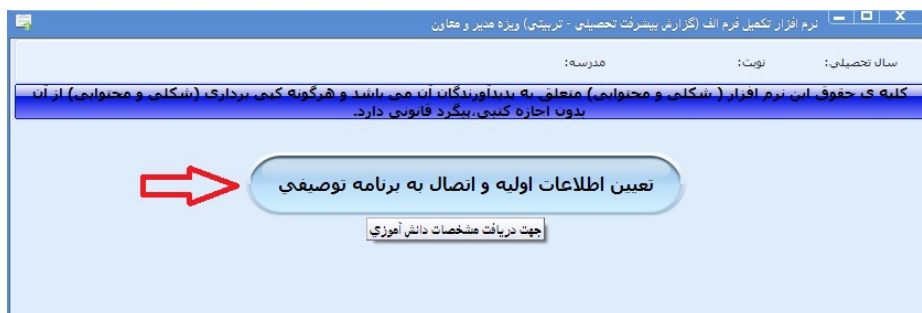 نرم افزار تکمیل فرم الف (گزارش پیشرفت تحصیلی - تربیتی) ویژه مدیر و معاون
سال تحصیلی: نوبت: مدرسه:
کلیه ی حقوق این نرم افزار ( شکلی و محتوایی) متعلق به پدیدآورندگان آن می باشد و هرگونه کپی برداری (شکلی و محتوایی) از آن
بدون اجازه کتبی،پیگرد قانونی دارد.
تعیین اطلاعات اولیه و اتصال به برنامه توصیفی
جهت دریافت مشخصات دانش آموزی